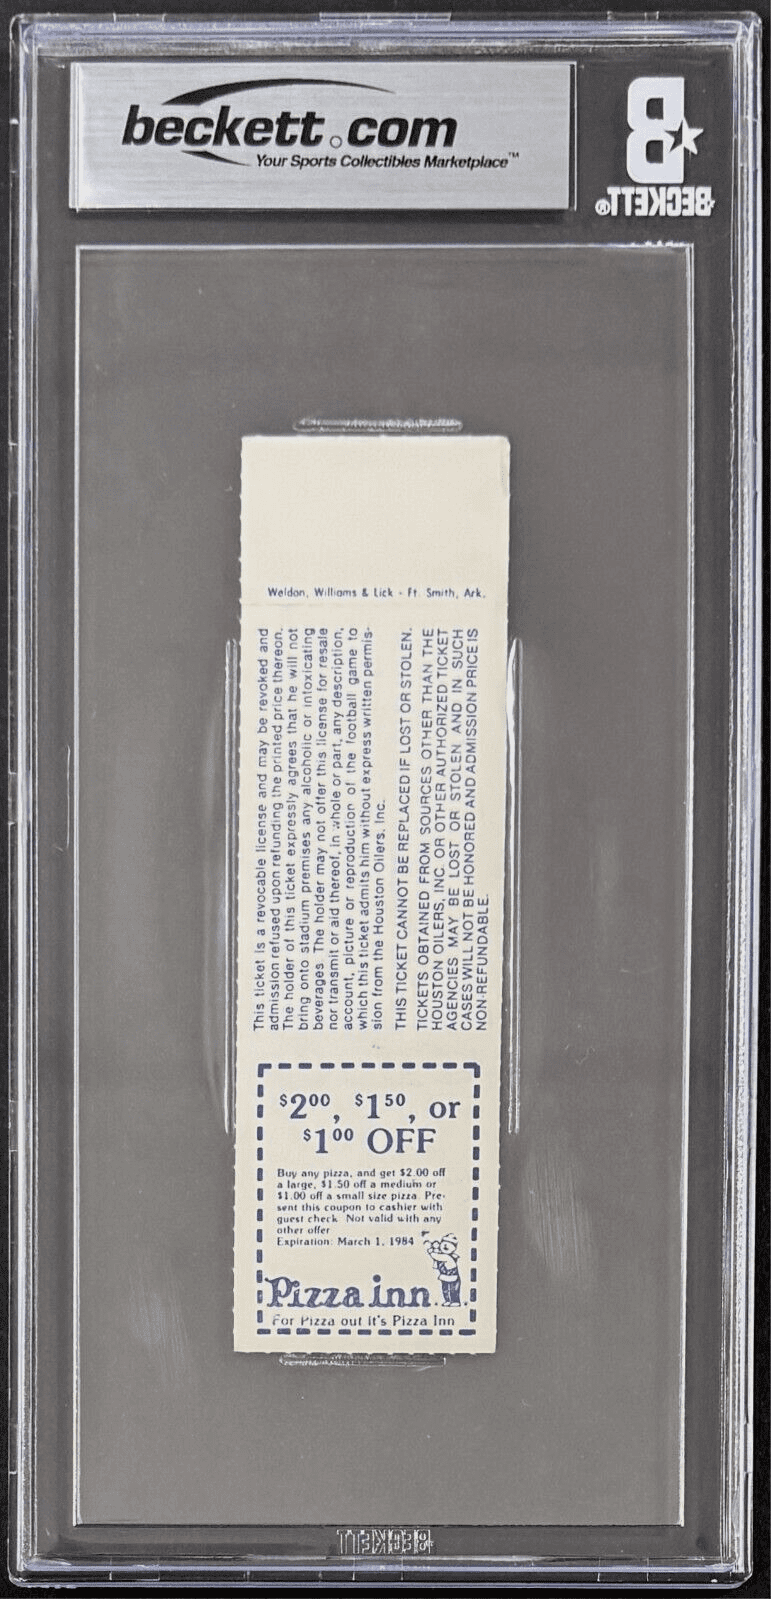 beckett.com
Your Sports Collectibles Marketplace™
BECKETT®
Weldon, Williams & Lick - Ft. Smith, Ark.
This ticket is a revocable license and may be revoked and
admission refused upon refunding the printed price thereon.
The holder of this ticket expressly agrees that he will not
bring onto stadium premises any alcoholic or intoxicating
beverages. The holder may not offer this license for resale
nor transmit or aid thereof, in whole or part, any description,
account, picture or reproduction of the football game to
which this ticket admits him without express written permis-
sion from the Houston Oilers, Inc.
THIS TICKET CANNOT BE REPLACED IF LOST OR STOLEN.
TICKETS OBTAINED FROM SOURCES OTHER THAN THE
HOUSTON OILERS, INC. OR OTHER AUTHORIZED TICKET
AGENCIES MAY BE LOST OR STOLEN AND IN SUCH
CASES WILL NOT BE HONORED AND ADMISSION PRICE IS
NON-REFUNDABLE.
$2.00, $1.50, or
$1.00 OFF
Buy any pizza, and get $2.00 off
a large, $1.50 off a medium or
$1.00 off a small size pizza. Pre-
sent this coupon to cashier with
guest check. Not valid with any
other offer
Expiration: March 1, 1984
Pizza inn
For Pizza out It's Pizza Inn
BECKETT